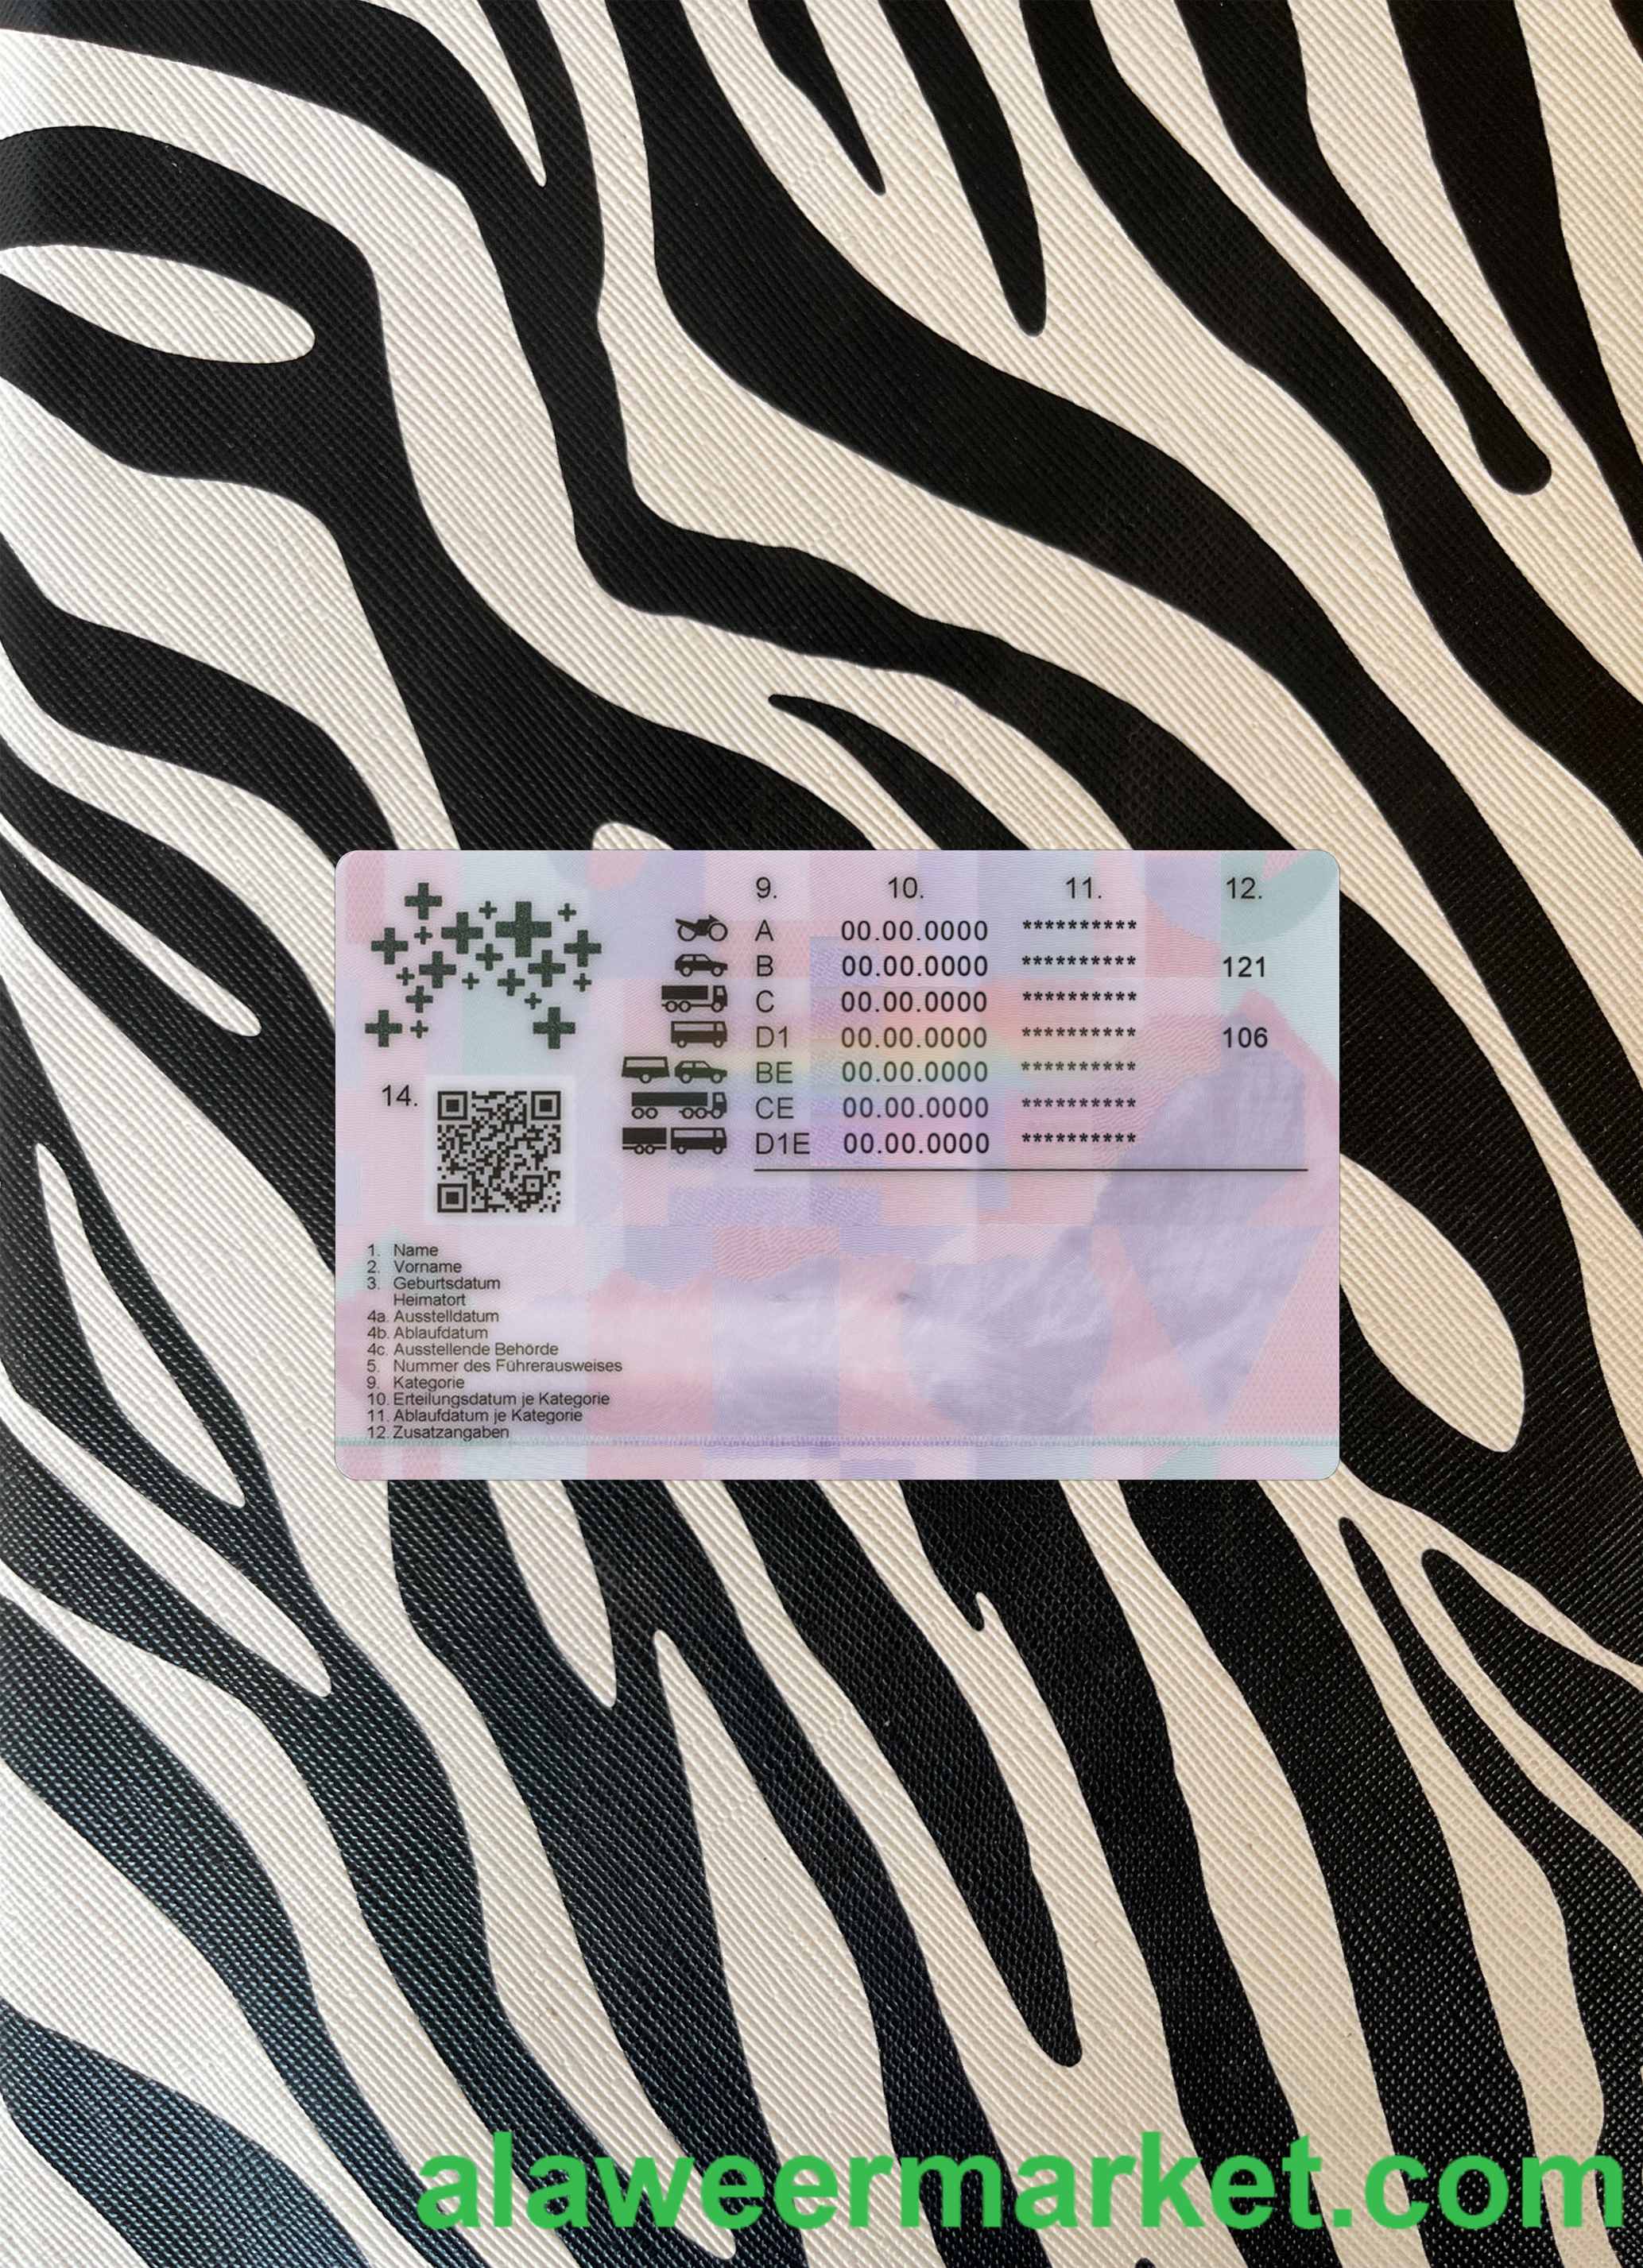 9. 10. 11. 12.
A 00.00.0000 **********
B 00.00.0000 ********** 121
C 00.00.0000 **********
D1 00.00.0000 ********** 106
BE 00.00.0000 **********
CE 00.00.0000 **********
D1E 00.00.0000 **********
14.
1. Name
2. Vorname
3. Geburtsdatum
Heimatort
4a. Ausstelldatum
4b. Ablaufdatum
4c. Ausstellende Behörde
5. Nummer des Führerausweises
9. Kategorie
10. Erteilungsdatum je Kategorie
11. Ablaufdatum je Kategorie
12. Zusatzangaben
alaweermarket.com